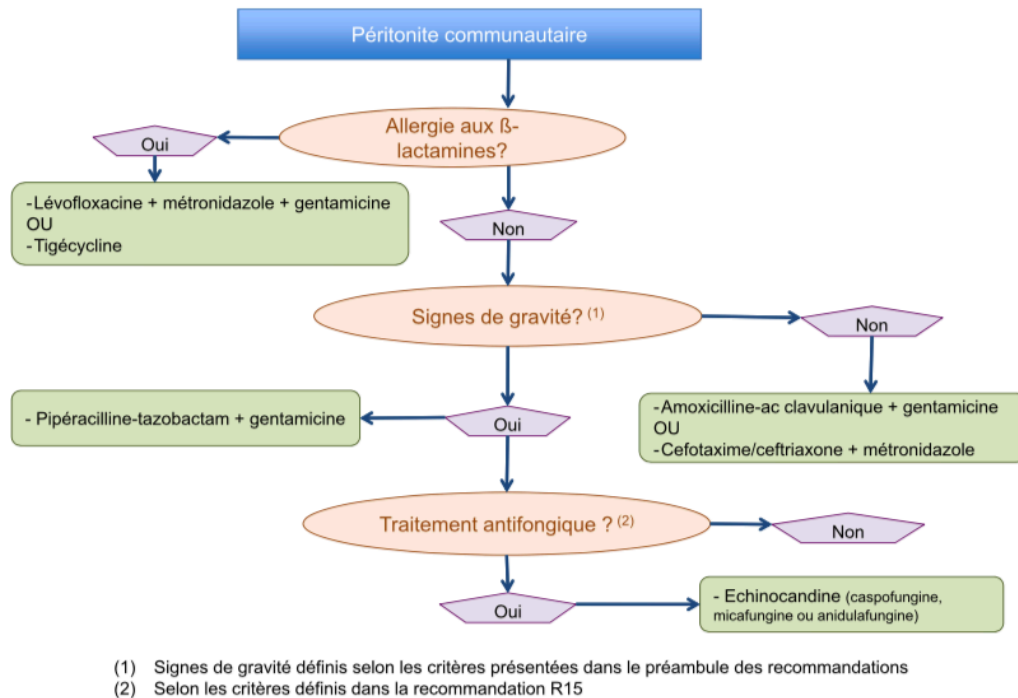 Péritonite communautaire
Allergie aux ß-
lactamines?
Oui
- Lévofloxacine + métronidazole + gentamicine
OU
- Tigécycline
Non
Signes de gravité? (1)
Non
- Pipéracilline-tazobactam + gentamicine
Oui
- Amoxicilline-ac clavulanique + gentamicine
OU
- Cefotaxime/ceftriaxone + métronidazole
Traitement antifongique ? (2)
Non
Oui
- Echinocandine (caspofungine,
micafungine ou anidulafungine)
(1) Signes de gravité définis selon les critères présentées dans le préambule des recommandations
(2) Selon les critères définis dans la recommandation R15